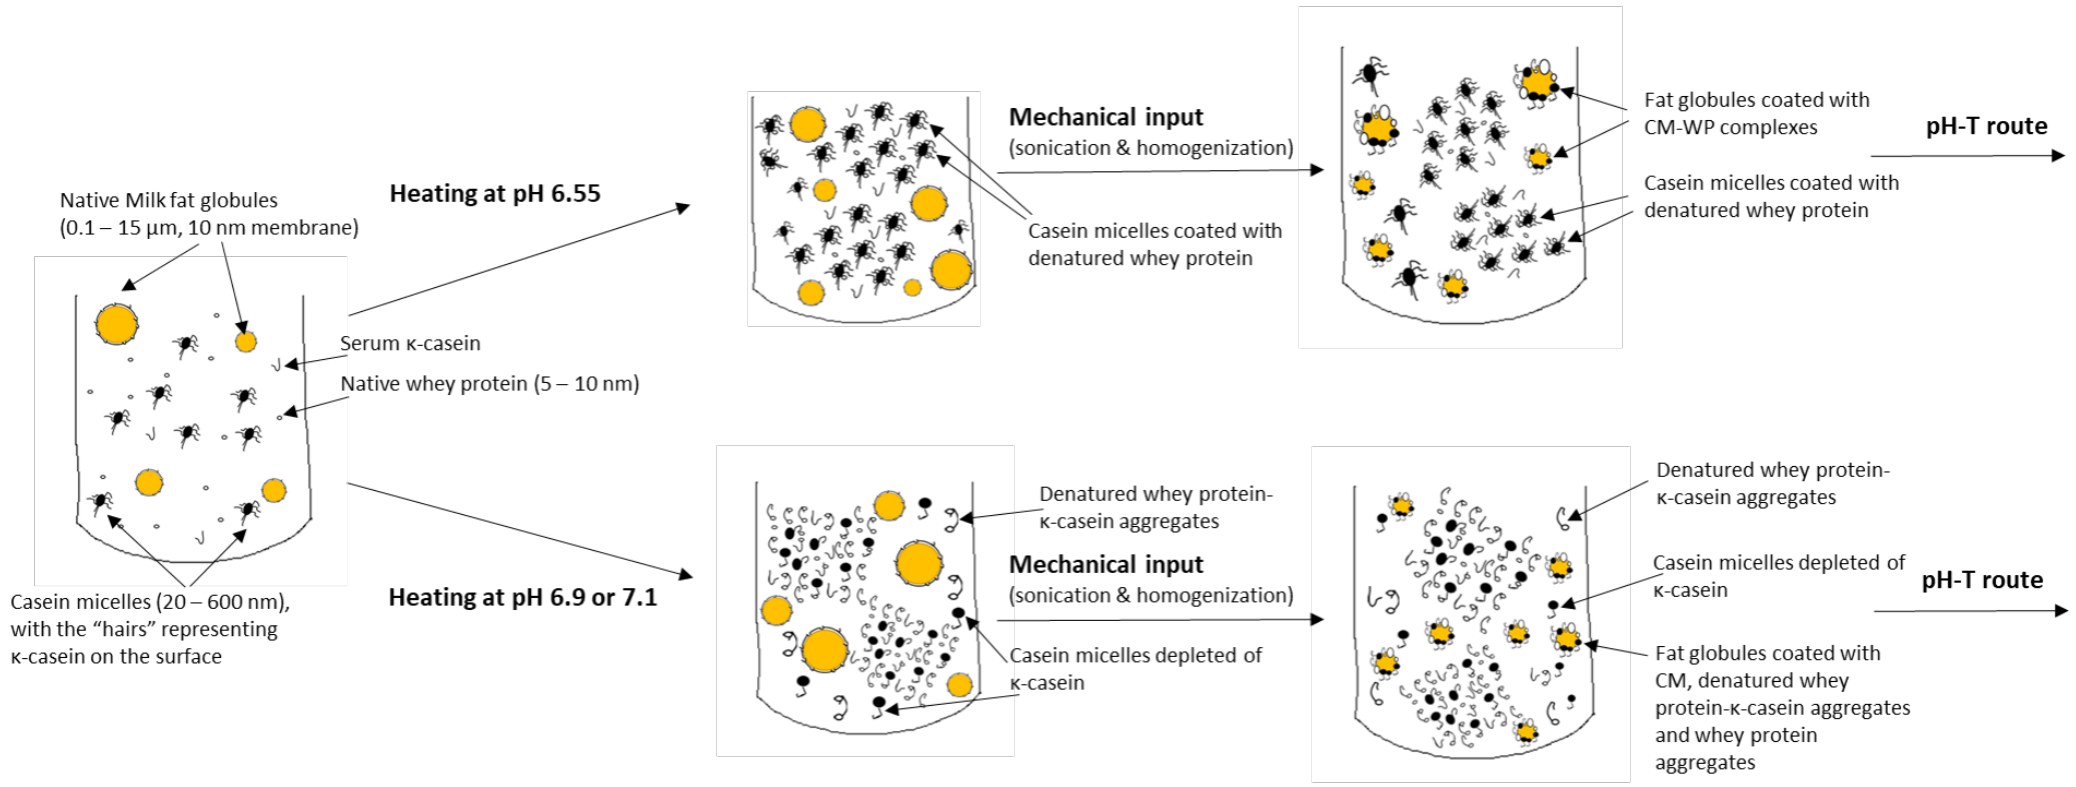 Native Milk fat globules
(0.1 – 15 µm, 10 nm membrane)
Heating at pH 6.55
Serum κ-casein
Native whey protein (5 – 10 nm)
Casein micelles (20 – 600 nm),
with the “hairs” representing
κ-casein on the surface
Heating at pH 6.9 or 7.1
Mechanical input
(sonication & homogenization)
Casein micelles coated with
denatured whey protein
Fat globules coated with
CM-WP complexes
Casein micelles coated with
denatured whey protein
pH-T route
Denatured whey protein-
κ-casein aggregates
Mechanical input
(sonication & homogenization)
Casein micelles depleted of
κ-casein
Denatured whey protein-
κ-casein aggregates
Casein micelles depleted of
κ-casein
Fat globules coated with
CM, denatured whey
protein-κ-casein aggregates
and whey protein
aggregates
pH-T route